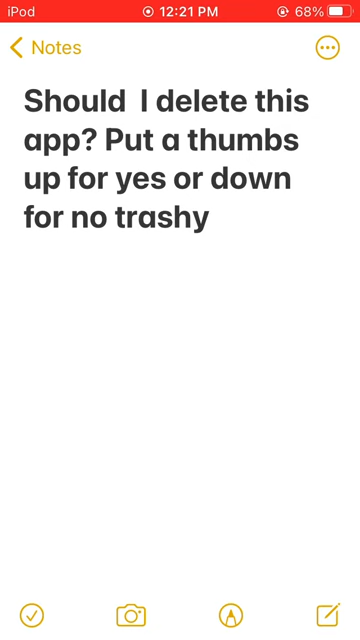 iPod 12:21 PM 68%
Notes
Should I delete this
app? Put a thumbs
up for yes or down
for no trashy